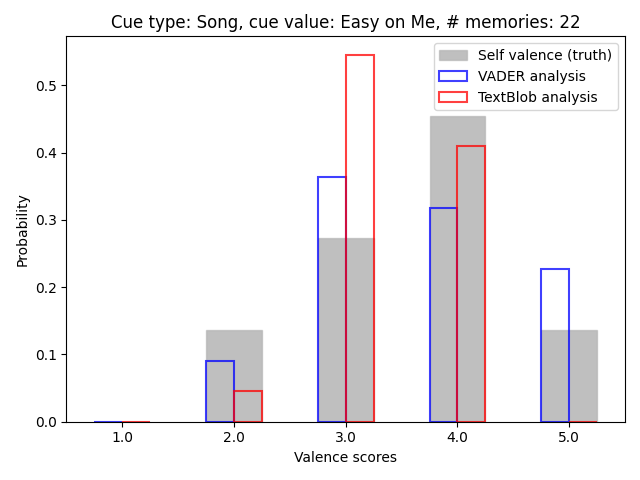 Cue type: Song, cue value: Easy on Me, # memories: 22
Self valence (truth)
VADER analysis
TextBlob analysis
Probability
0.5
0.4
0.3
0.2
0.1
0.0
1.0 2.0 3.0 4.0 5.0
Valence scores